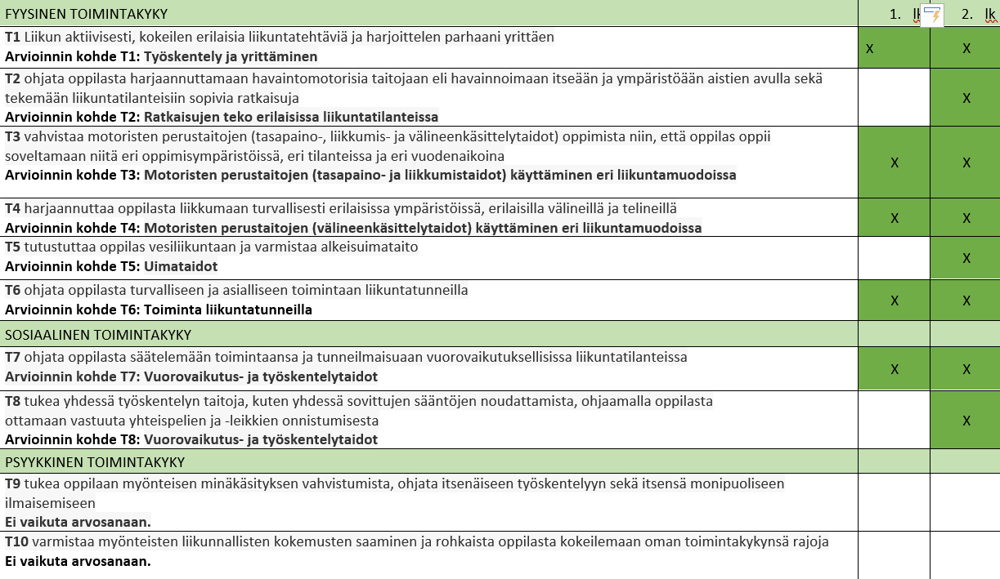 FYYSINEN TOIMINTAKYKY 1. lk 2. lk
T1 Liikun aktiivisesti, kokeilen erilaisia liikuntatehtäviä ja harjoittelen parhaani yrittäen
Arvioinnin kohde T1: Työskentely ja yrittäminen
X X
T2 ohjata oppilasta harjaannuttamaan havaintomotorisia taitojaan eli havainnoimaan itseään ja ympäristöään aistien avulla sekä
tekemään liikuntatilanteisiin sopivia ratkaisuja
Arvioinnin kohde T2: Ratkaisujen teko erilaisissa liikuntatilanteissa
X
T3 vahvistaa motoristen perustaitojen (tasapaino-, liikkumis- ja välineenkäsittelytaidot) oppimista niin, että oppilas oppii
soveltamaan niitä eri oppimisympäristöissä, eri tilanteissa ja eri vuodenaikoina
Arvioinnin kohde T3: Motoristen perustaitojen (tasapaino- ja liikkumistaidot) käyttäminen eri liikuntamuodoissa
X X
T4 harjaannuttaa oppilasta liikkumaan turvallisesti erilaisissa ympäristöissä, erilaisilla välineillä ja telineillä
Arvioinnin kohde T4: Motoristen perustaitojen (välineenkäsittelytaidot) käyttäminen eri liikuntamuodoissa
X X
T5 tutustuttaa oppilas vesiliikuntaan ja varmistaa alkeisuimataito
Arvioinnin kohde T5: Uimataidot
X
T6 ohjata oppilasta turvalliseen ja asialliseen toimintaan liikuntatunneilla
Arvioinnin kohde T6: Toiminta liikuntatunneilla
X X
SOSIAALINEN TOIMINTAKYKY
T7 ohjata oppilasta säätelemään toimintaansa ja tunneilmaisuaan vuorovaikutuksellisissa liikuntatilanteissa
Arvioinnin kohde T7: Vuorovaikutus- ja työskentelytaidot
X X
T8 tukea yhdessä työskentelyn taitoja, kuten yhdessä sovittujen sääntöjen noudattamista, ohjaamalla oppilasta
ottamaan vastuuta yhteispelien ja -leikkien onnistumisesta
Arvioinnin kohde T8: Vuorovaikutus- ja työskentelytaidot
X
PSYYKKINEN TOIMINTAKYKY
T9 tukea oppilaan myönteisen minäkäsityksen vahvistumista, ohjata itsenäiseen työskentelyyn sekä itsensä monipuoliseen
ilmaisemiseen
Ei vaikuta arvosanaan.
T10 varmistaa myönteisten liikunnallisten kokemusten saaminen ja rohkaista oppilasta kokeilemaan oman toimintakykynsä rajoja
Ei vaikuta arvosanaan.